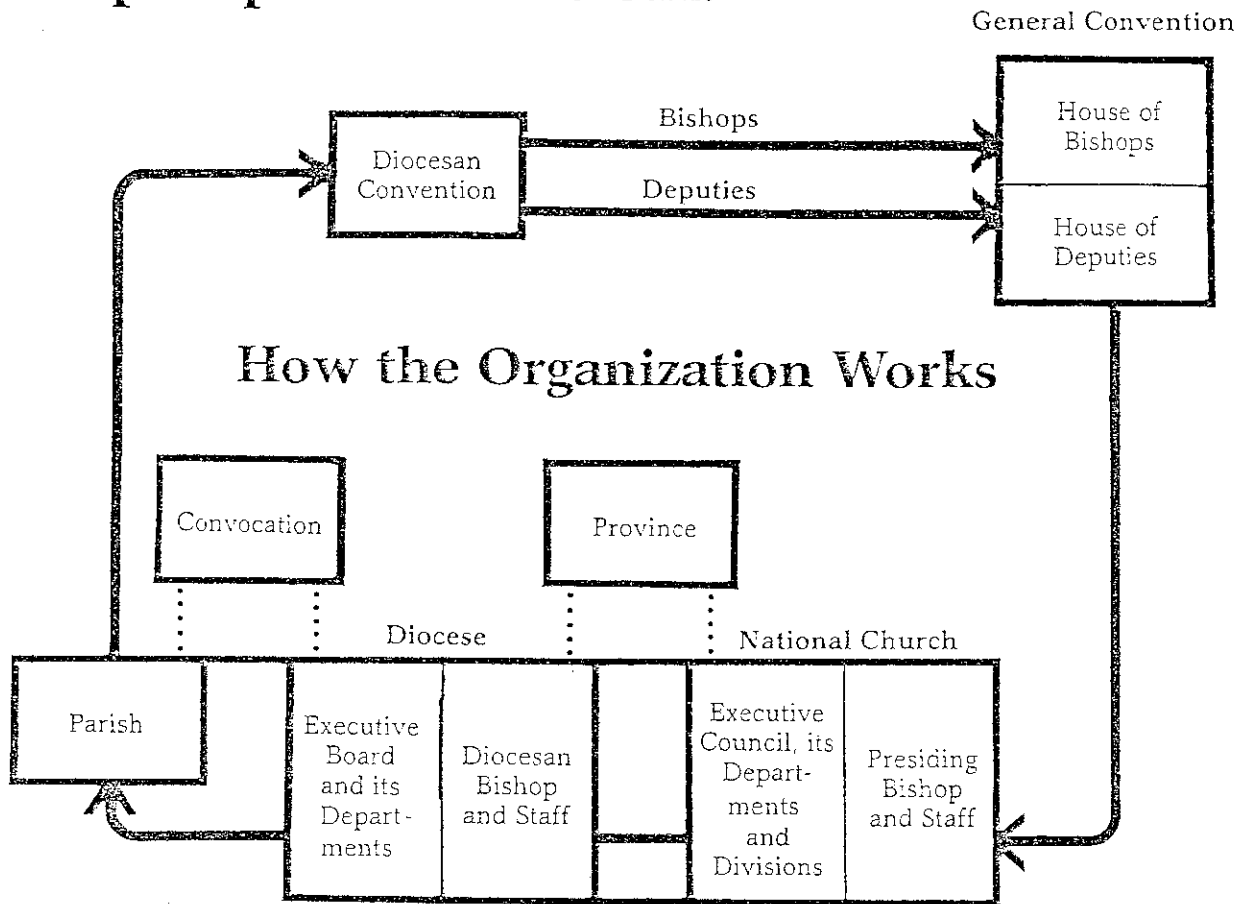 General Convention
Bishops
House of
Bishops
Diocesan
Convention
Deputies
House of
Deputies
How the Organization Works
Convocation
Province
Diocese
National Church
Parish
Executive
Board
and its
Depart-
ments
Diocesan
Bishop
and Staff
Executive
Council, its
Depart-
ments
and
Divisions
Presiding
Bishop
and Staff